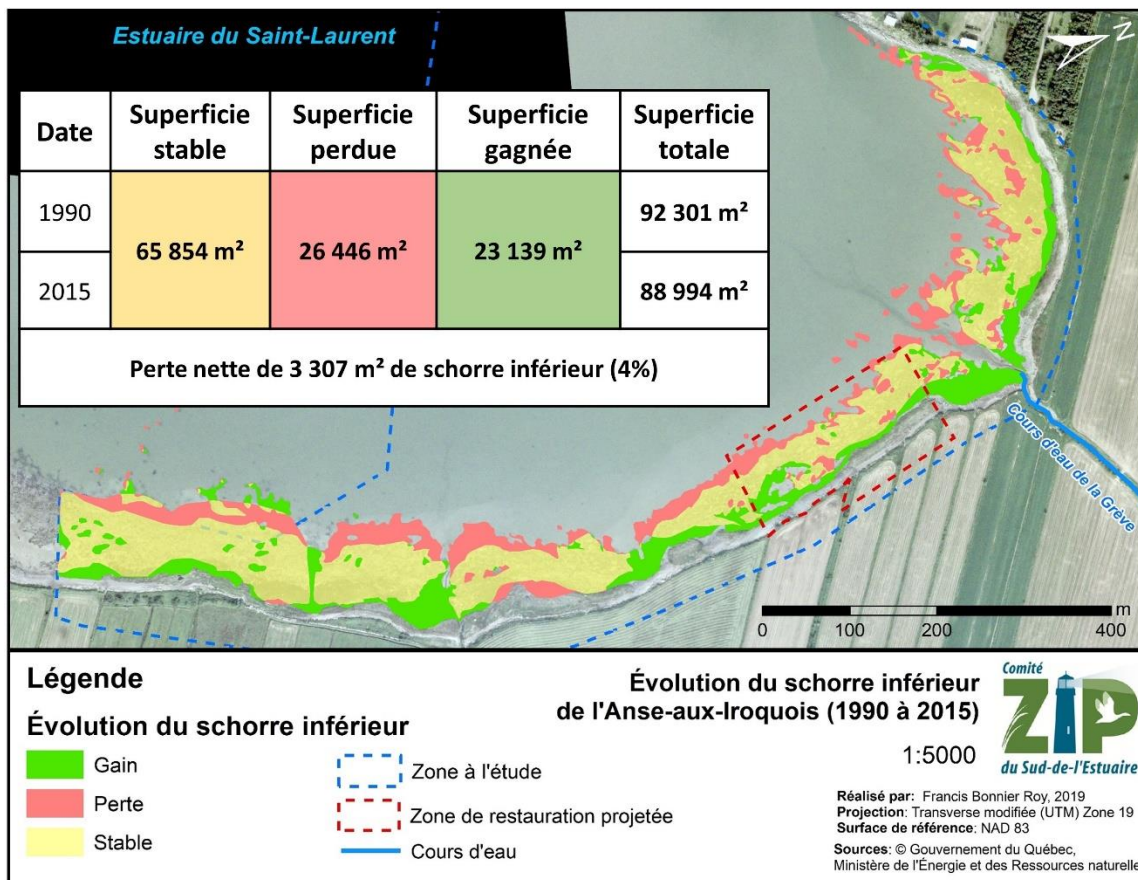 Estuaire du Saint-Laurent
N
Date
Superficie stable
Superficie perdue
Superficie gagnée
Superficie totale
1990
92 301 m²
65 854 m²
26 446 m²
23 139 m²
2015
88 994 m²
Perte nette de 3 307 m² de schorre inférieur (4%)
Cours d'eau de la Grève
m
0 100 200 400
Légende
Évolution du schorre inférieur
Gain
Perte
Stable
Zone à l'étude
Zone de restauration projetée
Cours d'eau
Évolution du schorre inférieur
de l'Anse-aux-Iroquois (1990 à 2015)
1:5000
Comité
ZIP
du Sud-de-l'Estuaire
Réalisé par: Francis Bonnier Roy, 2019
Projection: Transverse modifiée (UTM) Zone 19
Surface de référence: NAD 83
Sources: © Gouvernement du Québec,
Ministère de l'Énergie et des Ressources naturelle